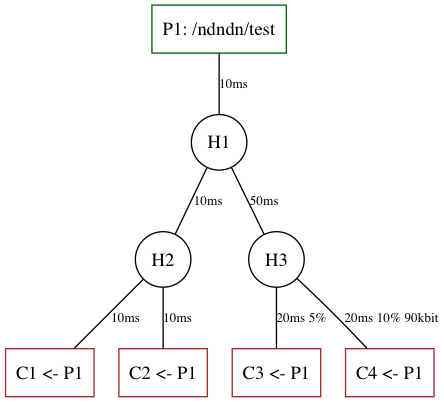 P1: /ndndn/test
10ms
H1
10ms
50ms
H2
H3
10ms
10ms
20ms 5%
20ms 10% 90kbit
C1 <- P1
C2 <- P1
C3 <- P1
C4 <- P1